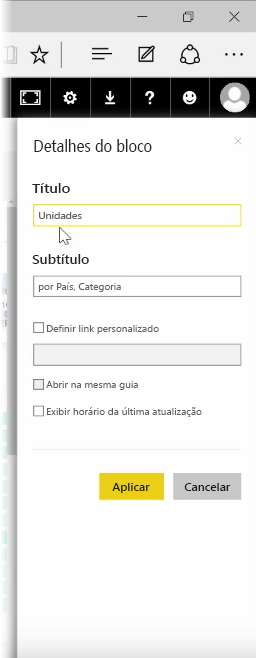 Detalhes do bloco
Título
Unidades
Subtítulo
por País, Categoria
Definir link personalizado
Abrir na mesma guia
Exibir horário da última atualização
Aplicar
Cancelar